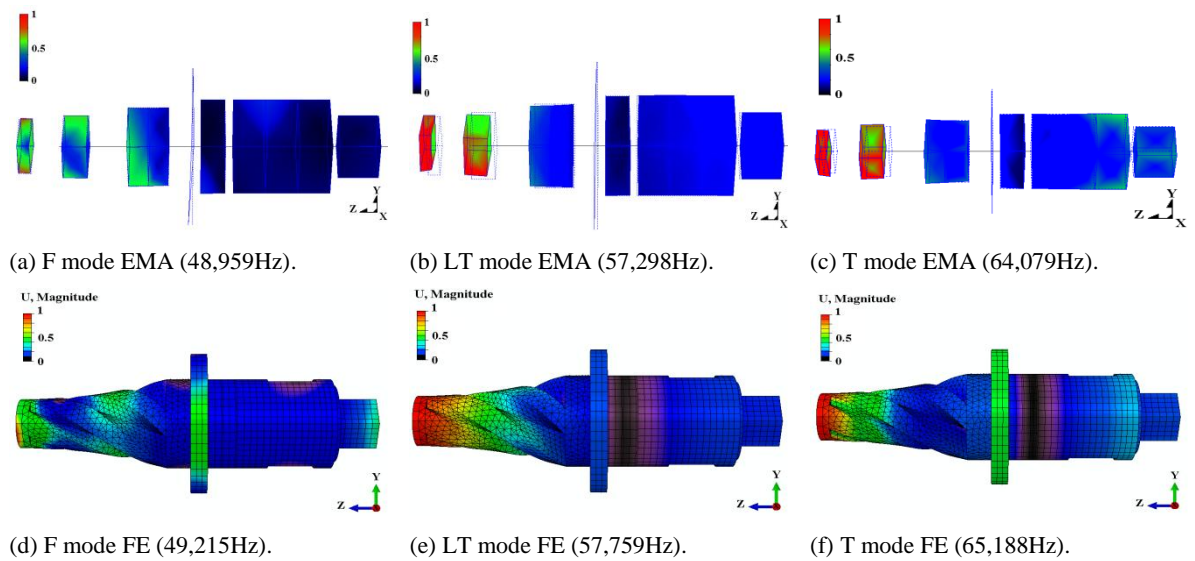 1
0.5
0
Y
Z
X
1
0.5
0
Y
Z
X
1
0.5
0
Y
Z
X
(a) F mode EMA (48,959Hz).
(b) LT mode EMA (57,298Hz).
(c) T mode EMA (64,079Hz).
U, Magnitude
1
0.5
0
Y
Z
U, Magnitude
1
0.5
0
Y
Z
U, Magnitude
1
0.5
0
Y
Z
(d) F mode FE (49,215Hz).
(e) LT mode FE (57,759Hz).
(f) T mode FE (65,188Hz).